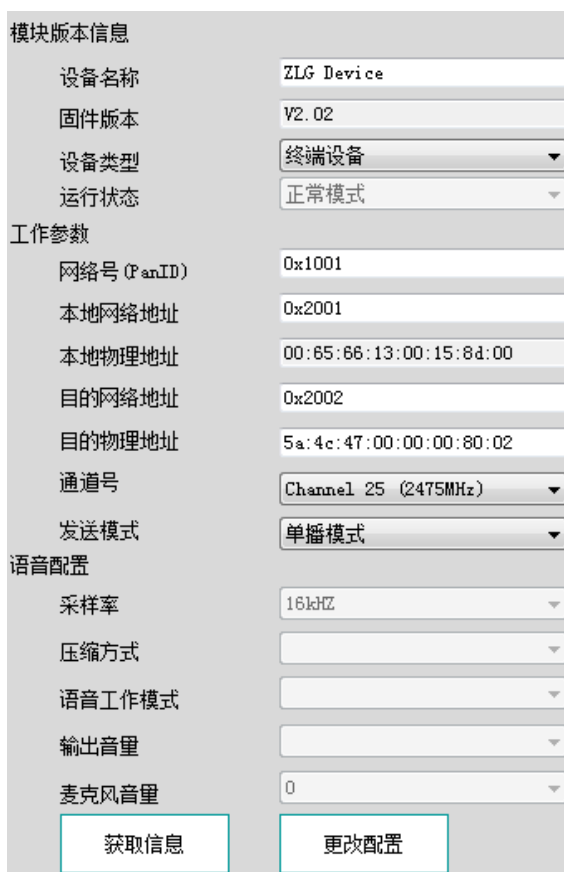 模块版本信息
设备名称 ZLG Device
固件版本 V2.02
设备类型 终端设备
运行状态 正常模式
工作参数
网络号(PanID) 0x1001
本地网络地址 0x2001
本地物理地址 00:65:66:13:00:15:8d:00
目的网络地址 0x2002
目的物理地址 5a:4c:47:00:00:00:80:02
通道号 Channel 25 (2475MHz)
发送模式 单播模式
语音配置
采样率 16kHZ
压缩方式
语音工作模式
输出音量
麦克风音量 0
获取信息 更改配置